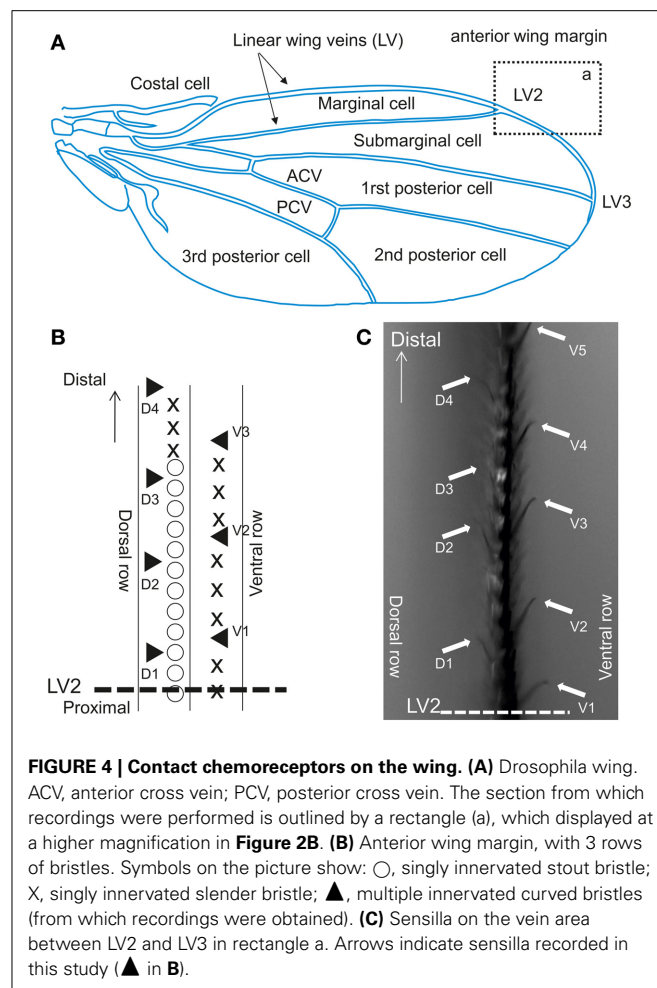 A
Linear wing veins (LV)
anterior wing margin
a
Costal cell
Marginal cell
LV2
Submarginal cell
ACV
1rst posterior cell
PCV
LV3
3rd posterior cell
2nd posterior cell
B
Distal
D4
X
X
X
V3
X
D3
X
X
V2
Dorsal row
Ventral row
X
D2
X
X
V1
D1
X
LV2
X
Proximal
C
Distal
V5
D4
V4
D3
V3
D2
V2
Dorsal row
Ventral row
D1
V1
LV2
FIGURE 4 | Contact chemoreceptors on the wing. (A) Drosophila wing.
ACV, anterior cross vein; PCV, posterior cross vein. The section from which
recordings were performed is outlined by a rectangle (a), which displayed at
a higher magnification in Figure 2B. (B) Anterior wing margin, with 3 rows
of bristles. Symbols on the picture show: ○, singly innervated stout bristle;
X, singly innervated slender bristle; ▲, multiple innervated curved bristles
(from which recordings were obtained). (C) Sensilla on the vein area
between LV2 and LV3 in rectangle a. Arrows indicate sensilla recorded in
this study (▲ in B).